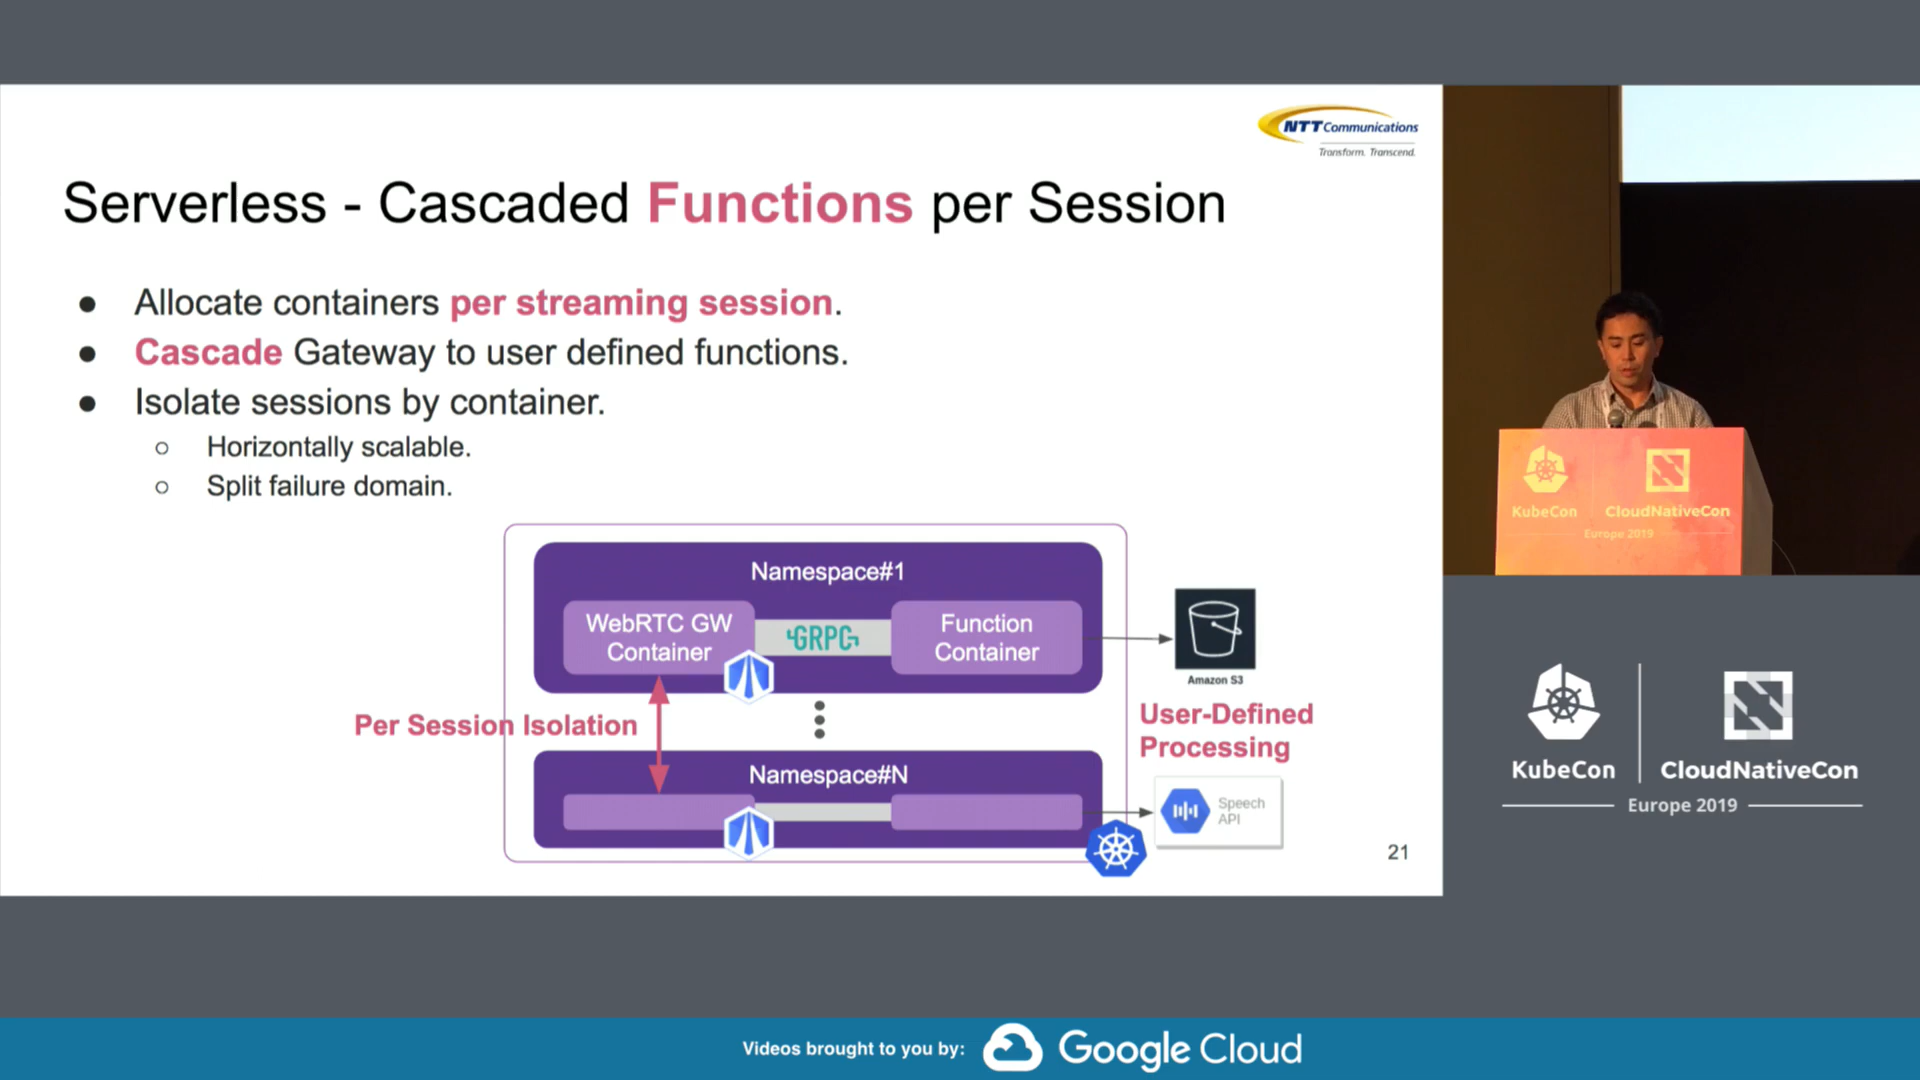 NTT Communications
Transform. Transcend.
Serverless - Cascaded Functions per Session
● Allocate containers per streaming session.
● Cascade Gateway to user defined functions.
● Isolate sessions by container.
○ Horizontally scalable.
○ Split failure domain.
Namespace#1
WebRTC GW
Container
GRPC
Function
Container
Amazon S3
Per Session Isolation
User-Defined
Processing
Namespace#N
Speech
API
21
KubeCon
CloudNativeCon
Europe 2019
KubeCon
CloudNativeCon
Europe 2019
Videos brought to you by:
Google Cloud